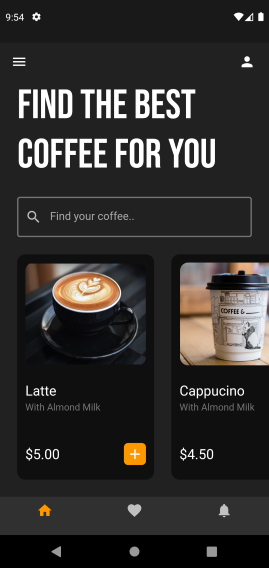 9:54
FIND THE BEST
COFFEE FOR YOU
Find your coffee..
COFFEE &
Latte
With Almond Milk
$5.00
Cappucino
With Almond Milk
$4.50